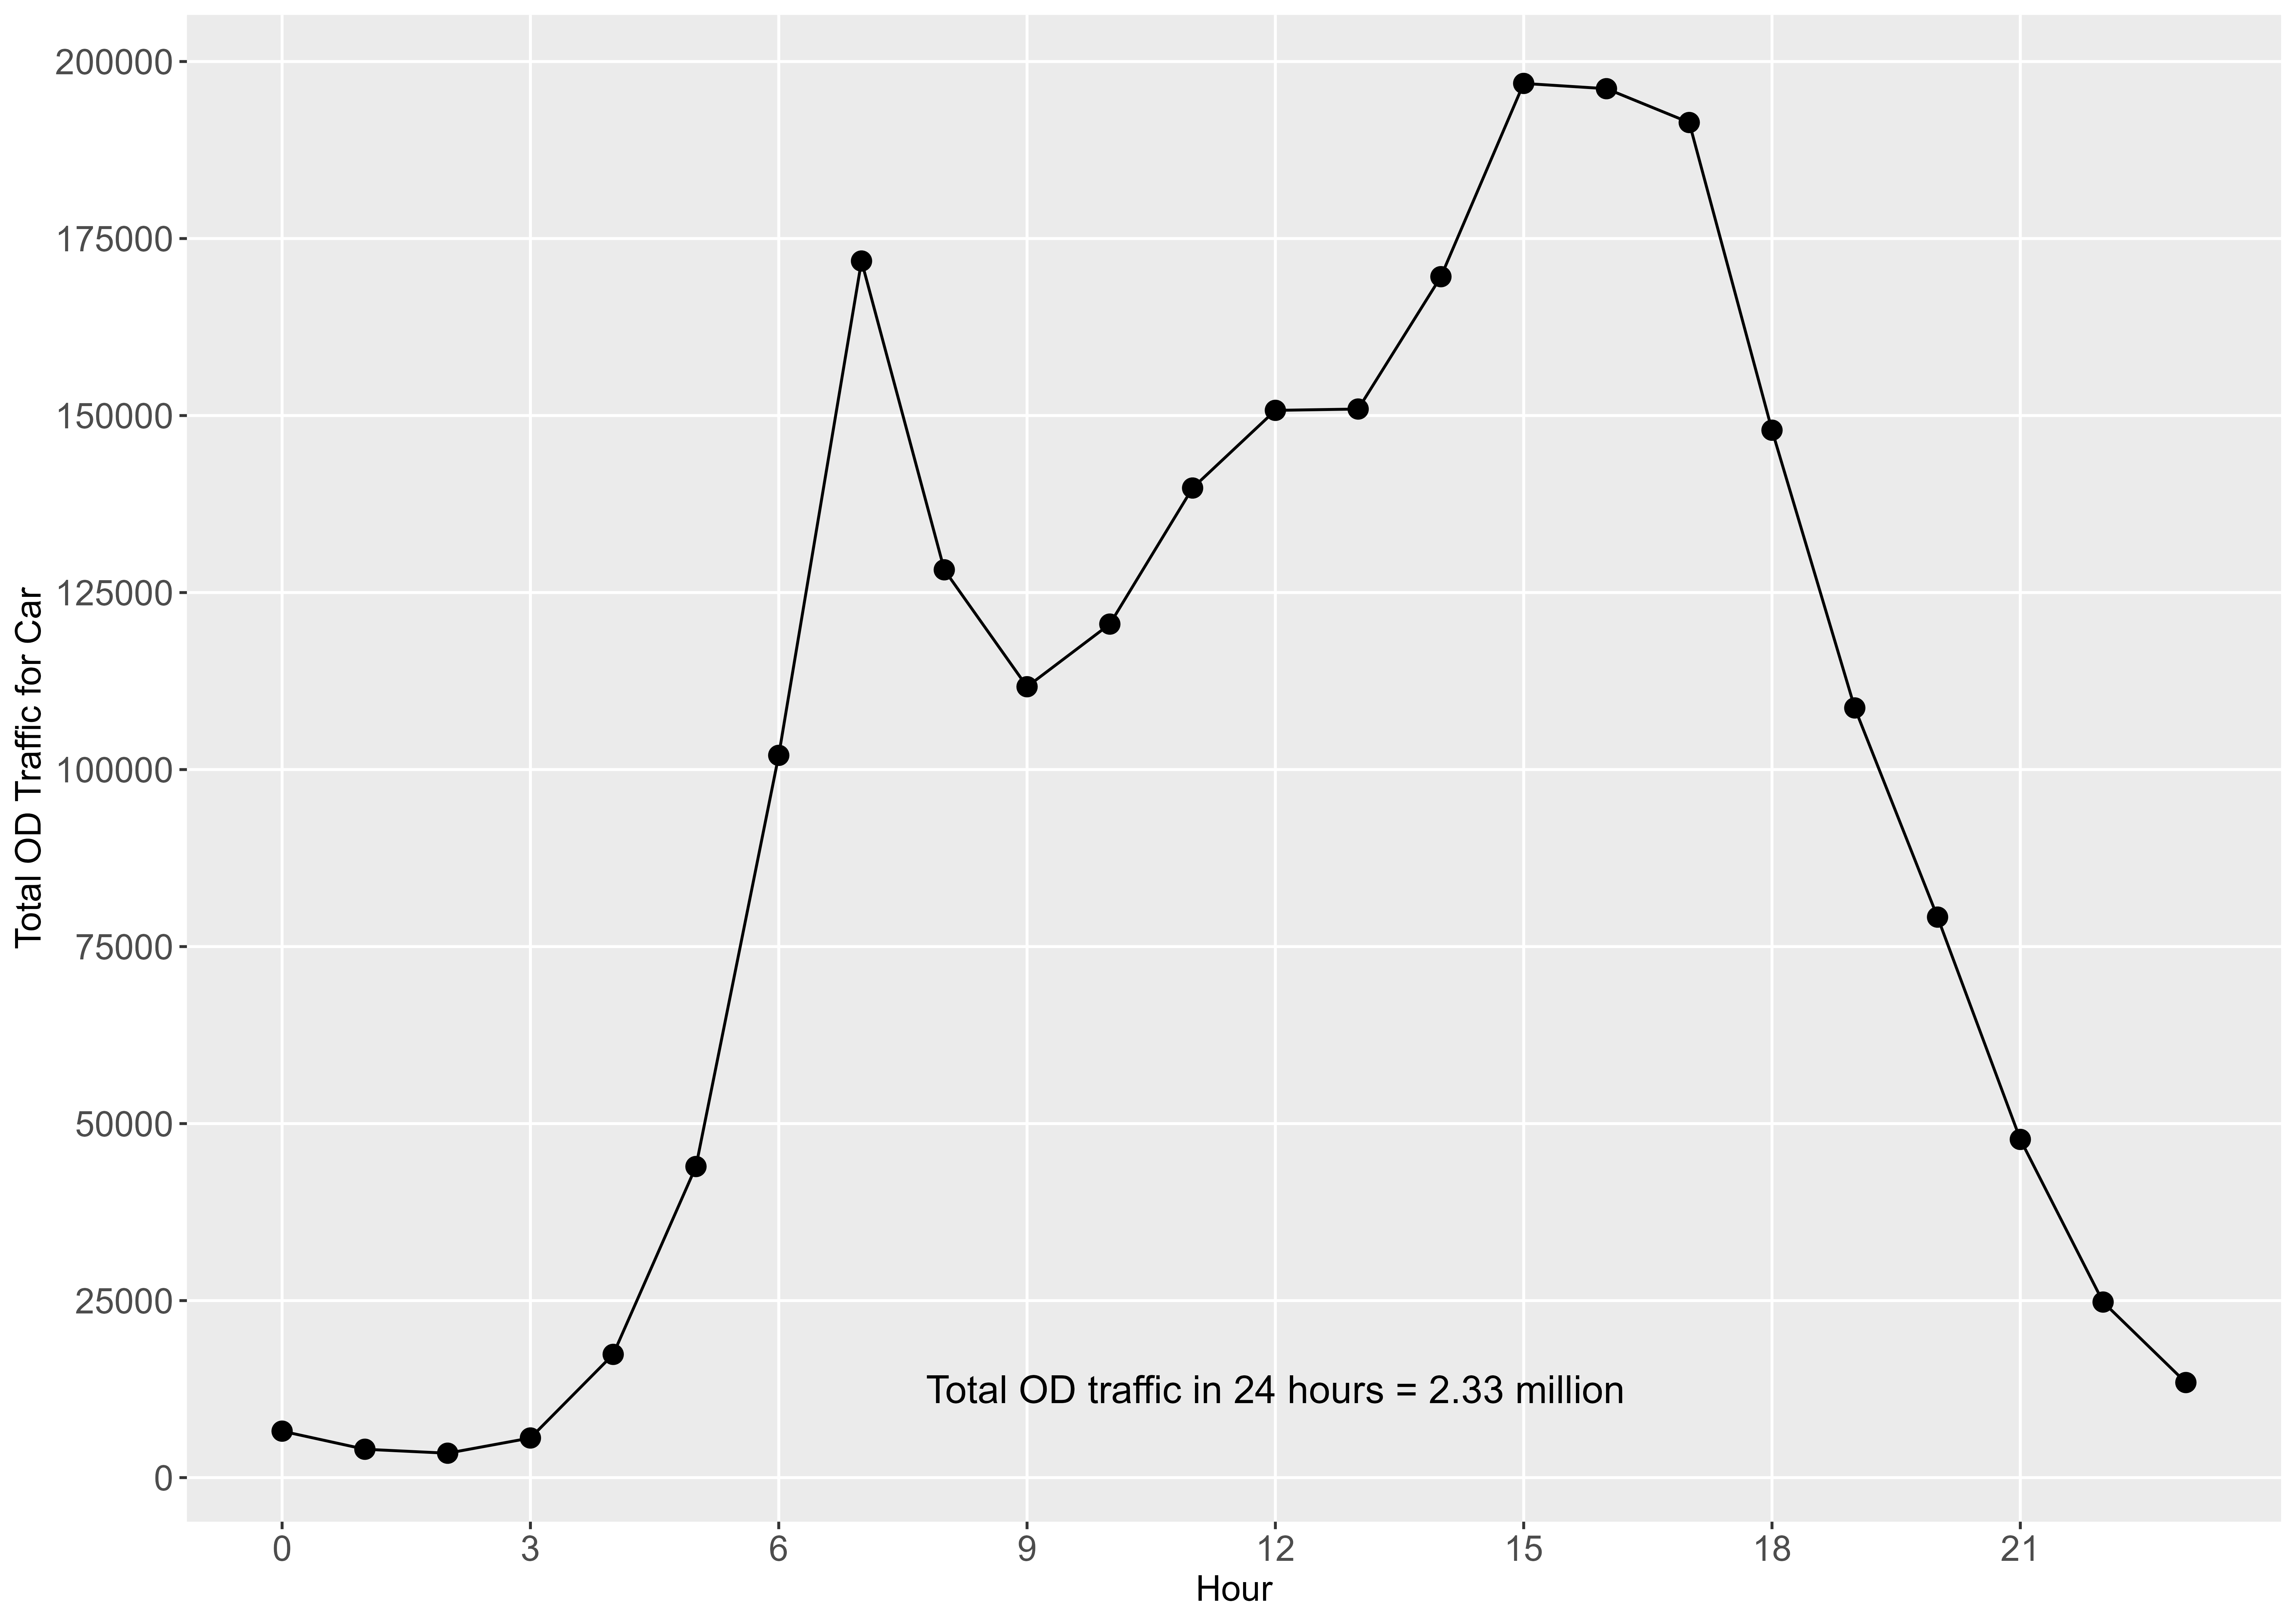 200000
175000
150000
125000
100000
75000
50000
25000
0
Total OD Traffic for Car
Total OD traffic in 24 hours = 2.33 million
0 3 6 9 12 15 18 21
Hour